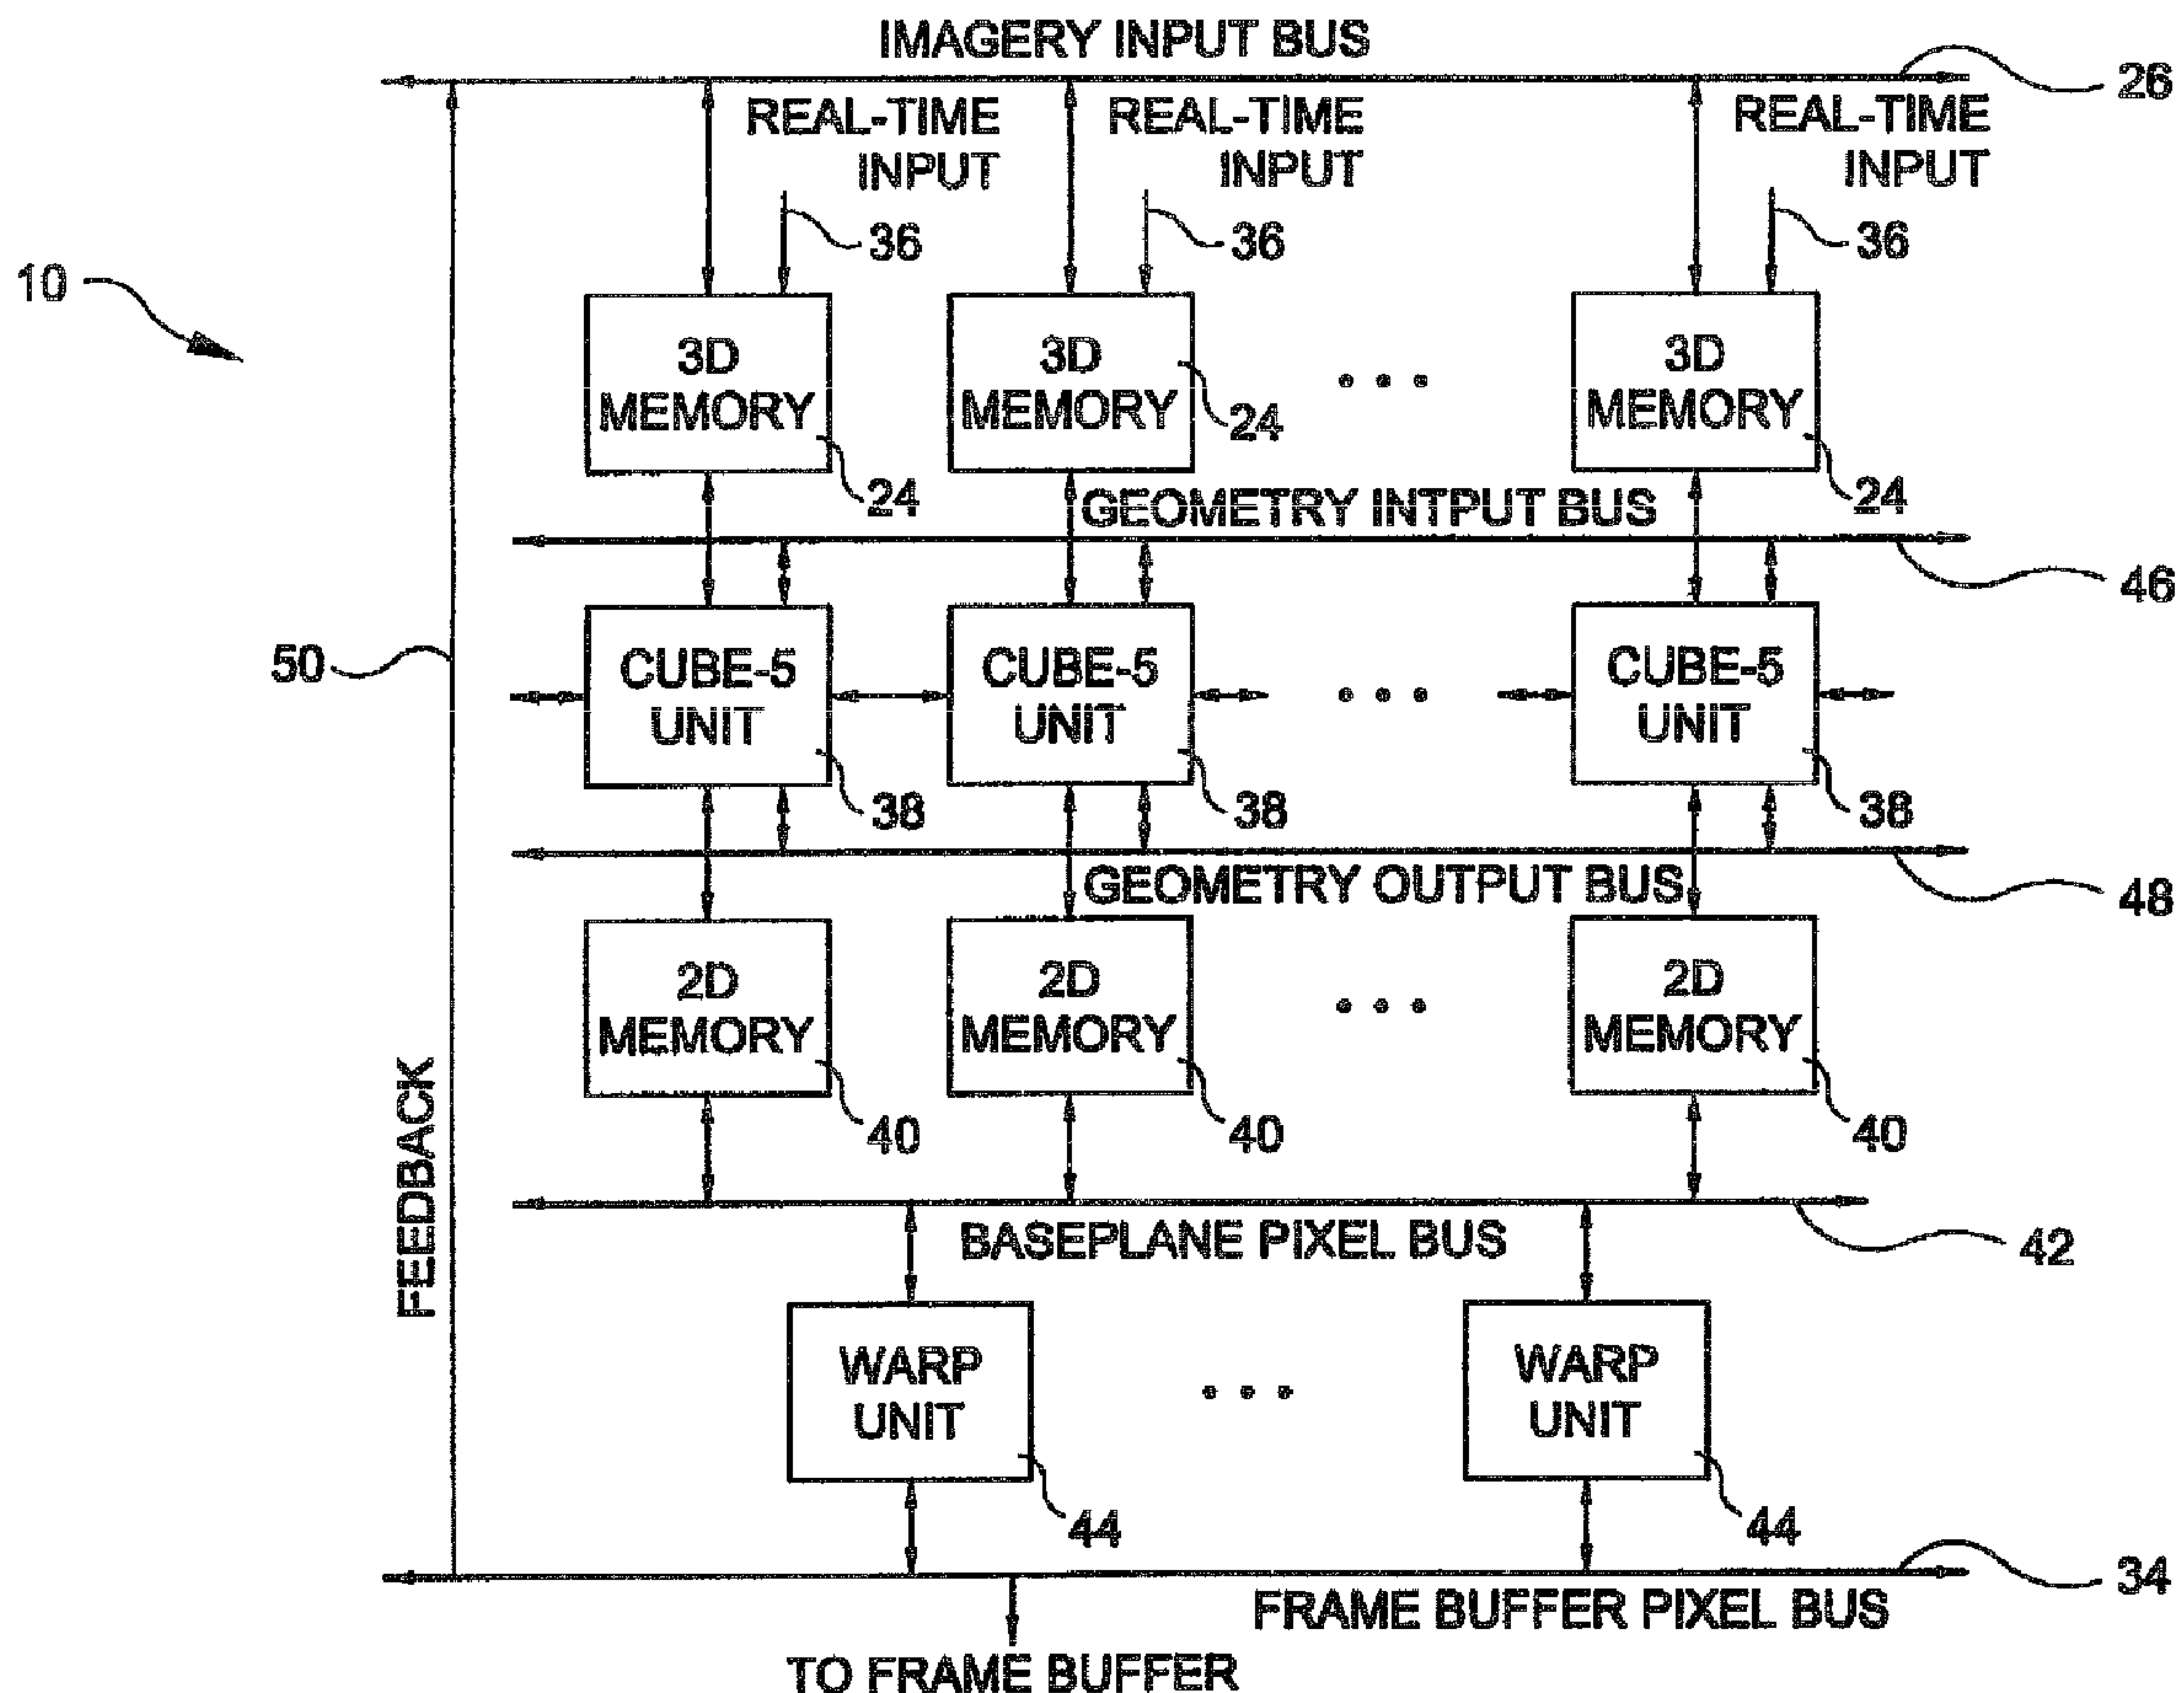 IMAGERY INPUT BUS
26
REAL-TIME
INPUT
REAL-TIME
INPUT
REAL-TIME
INPUT
36
36
36
10
3D
MEMORY
24
3D
MEMORY
24
• • •
3D
MEMORY
24
GEOMETRY INTPUT BUS
46
50
CUBE-5
UNIT
38
CUBE-5
UNIT
38
• • •
CUBE-5
UNIT
38
GEOMETRY OUTPUT BUS
48
2D
MEMORY
40
2D
MEMORY
40
• • •
2D
MEMORY
40
FEEDBACK
BASEPLANE PIXEL BUS
42
WARP
UNIT
44
• • •
WARP
UNIT
44
34
FRAME BUFFER PIXEL BUS
TO FRAME BUFFER